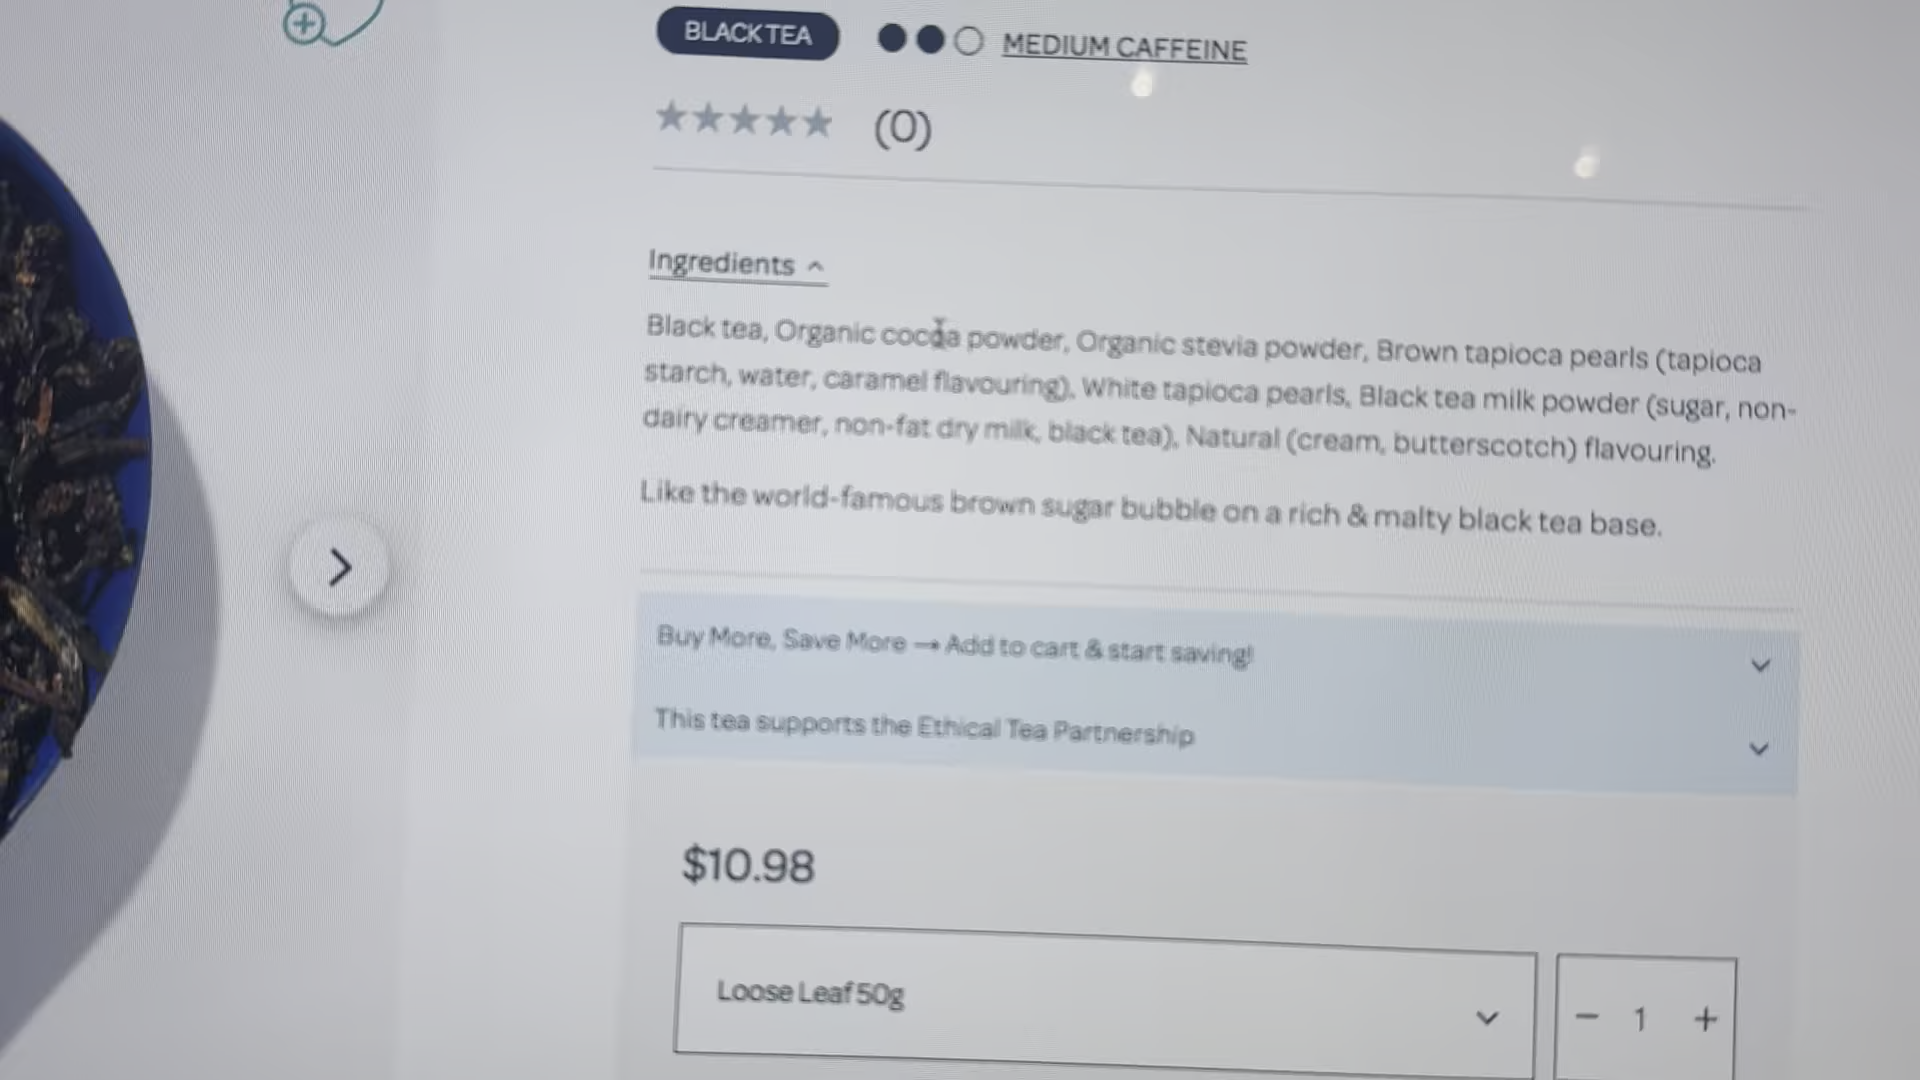 BLACK TEA MEDIUM CAFFEINE
(0)
Ingredients
Black tea, Organic cocoa powder, Organic stevia powder, Brown tapioca pearls (tapioca
starch, water, caramel flavouring), White tapioca pearls, Black tea milk powder (sugar, non-
dairy creamer, non-fat dry milk, black tea), Natural (cream, butterscotch) flavouring.
Like the world-famous brown sugar bubble on a rich & malty black tea base.
Buy More, Save More → Add to cart & start saving!
This tea supports the Ethical Tea Partnership
$10.98
Loose Leaf 50g
− 1 +